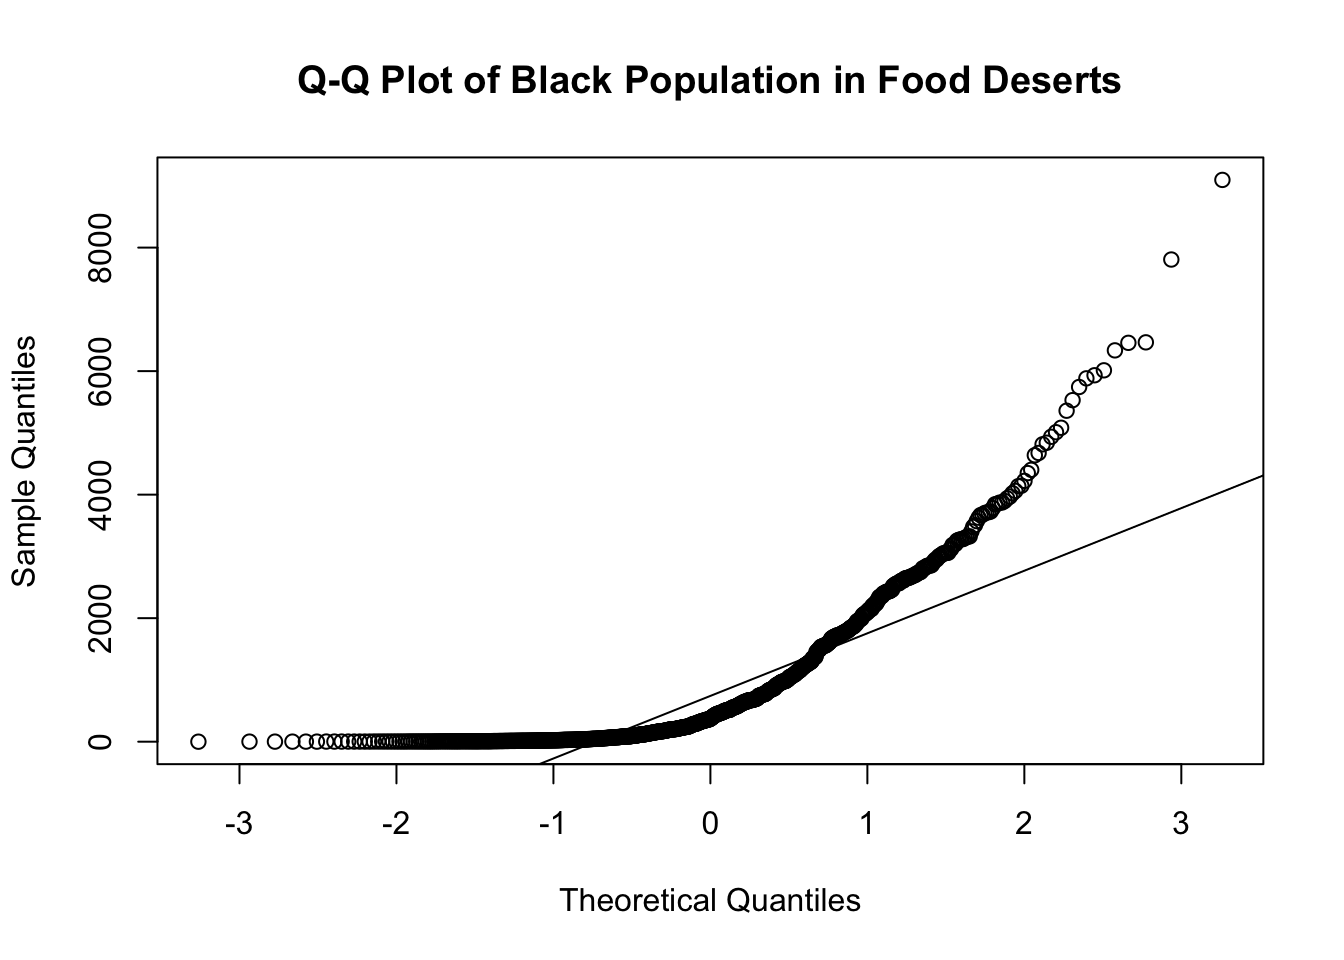 Q-Q Plot of Black Population in Food Deserts
Sample Quantiles
8000
6000
4000
2000
0
-3 -2 -1 0 1 2 3
Theoretical Quantiles